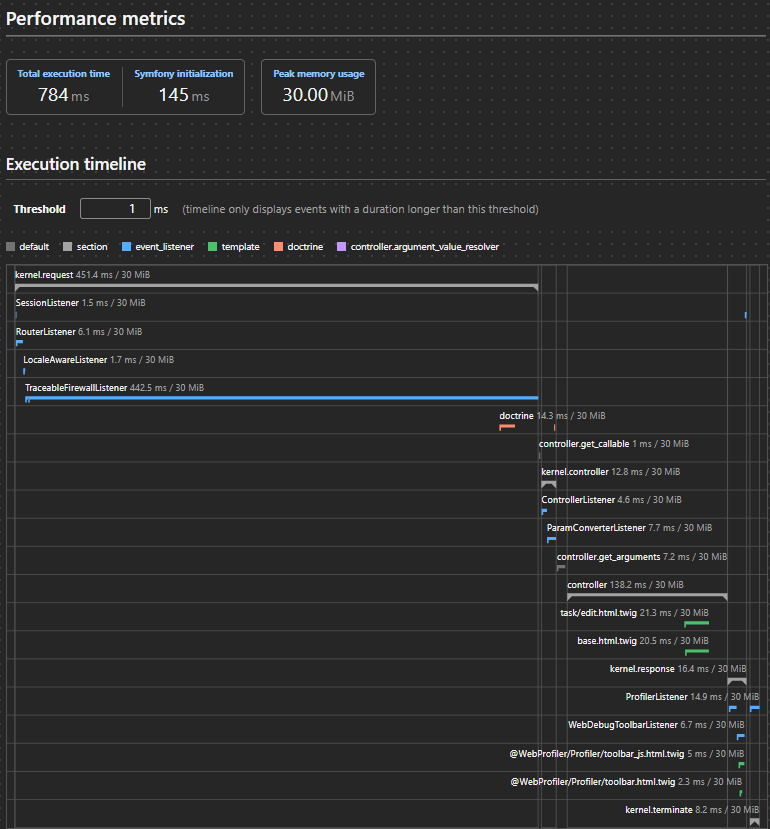 Performance metrics
Total execution time Symfony initialization Peak memory usage
784 ms 145 ms 30.00 MiB
Execution timeline
Threshold 1 ms (timeline only displays events with a duration longer than this threshold)
default section event_listener template doctrine controller.argument_value_resolver
kernel.request 451.4 ms / 30 MiB
SessionListener 1.5 ms / 30 MiB
RouterListener 6.1 ms / 30 MiB
LocaleAwareListener 1.7 ms / 30 MiB
TraceableFirewallListener 442.5 ms / 30 MiB
doctrine 14.3 ms / 30 MiB
controller.get_callable 1 ms / 30 MiB
kernel.controller 12.8 ms / 30 MiB
ControllerListener 4.6 ms / 30 MiB
ParamConverterListener 7.7 ms / 30 MiB
controller.get_arguments 7.2 ms / 30 MiB
controller 138.2 ms / 30 MiB
task/edit.html.twig 21.3 ms / 30 MiB
base.html.twig 20.5 ms / 30 MiB
kernel.response 16.4 ms / 30 MiB
ProfilerListener 14.9 ms / 30 MiB
WebDebugToolbarListener 6.7 ms / 30 MiB
@WebProfiler/Profiler/toolbar_js.html.twig 5 ms / 30 MiB
@WebProfiler/Profiler/toolbar.html.twig 2.3 ms / 30 MiB
kernel.terminate 8.2 ms / 30 MiB